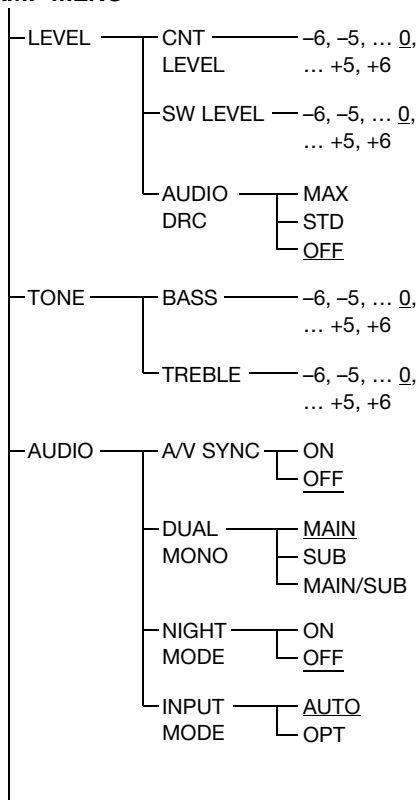 LEVEL CNT –6, –5, … 0,
LEVEL … +5, +6
SW LEVEL –6, –5, … 0,
… +5, +6
AUDIO MAX
DRC STD
OFF
TONE BASS –6, –5, … 0,
… +5, +6
TREBLE –6, –5, … 0,
… +5, +6
AUDIO A/V SYNC ON
OFF
DUAL MAIN
MONO SUB
MAIN/SUB
NIGHT ON
MODE OFF
INPUT AUTO
MODE OPT